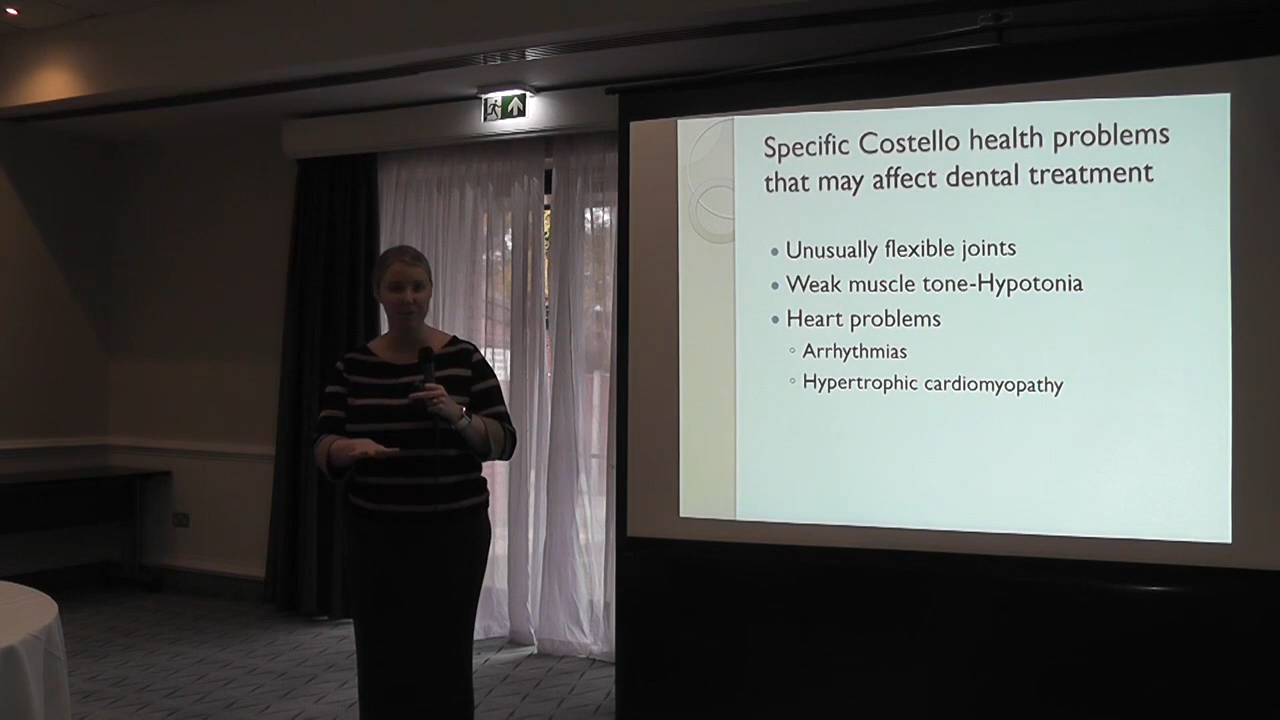 Specific Costello health problems
that may affect dental treatment
Unusually flexible joints
Weak muscle tone-Hypotonia
Heart problems
Arrhythmias
Hypertrophic cardiomyopathy